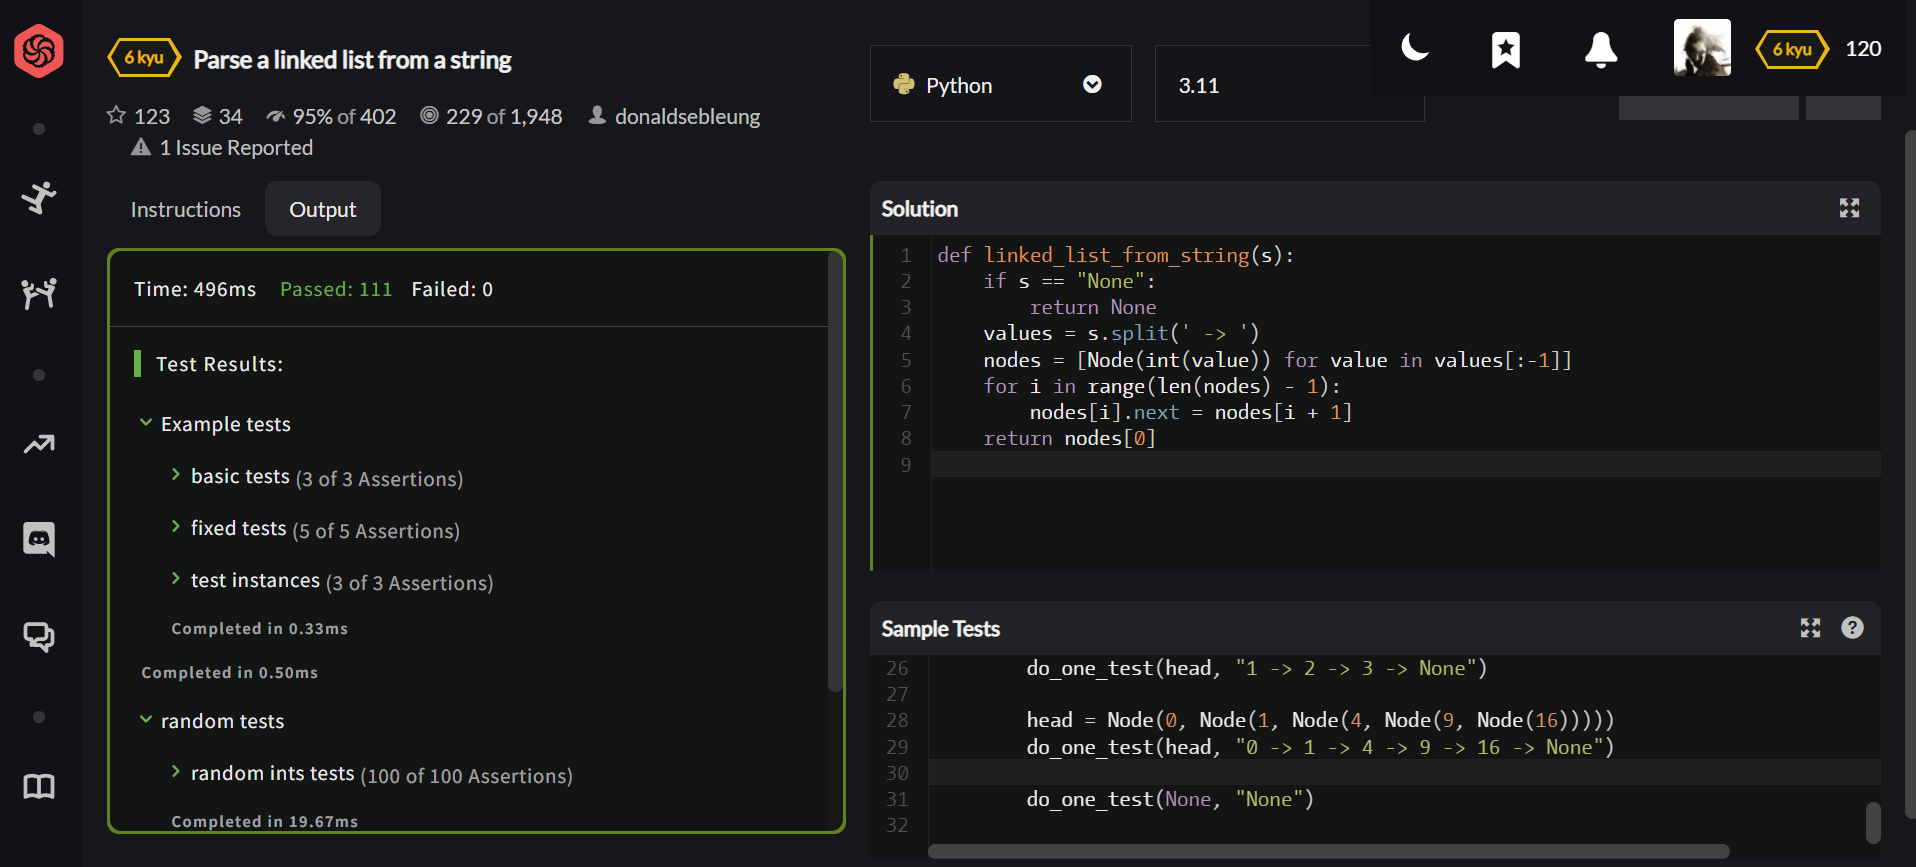 6 kyu Parse a linked list from a string
123 34 95% of 402 229 of 1,948 donaldsebleung
1 Issue Reported
Python
3.11
6 kyu 120
Instructions Output
Time: 496ms Passed: 111 Failed: 0
Test Results:
Example tests
basic tests (3 of 3 Assertions)
fixed tests (5 of 5 Assertions)
test instances (3 of 3 Assertions)
Completed in 0.33ms
Completed in 0.50ms
random tests
random ints tests (100 of 100 Assertions)
Completed in 19.67ms
Solution
1 def linked_list_from_string(s):
2     if s == "None":
3         return None
4     values = s.split(' -> ')
5     nodes = [Node(int(value)) for value in values[:-1]]
6     for i in range(len(nodes) - 1):
7         nodes[i].next = nodes[i + 1]
8     return nodes[0]
9
Sample Tests
26         do_one_test(head, "1 -> 2 -> 3 -> None")
27
28         head = Node(0, Node(1, Node(4, Node(9, Node(16)))))
29         do_one_test(head, "0 -> 1 -> 4 -> 9 -> 16 -> None")
30
31         do_one_test(None, "None")
32